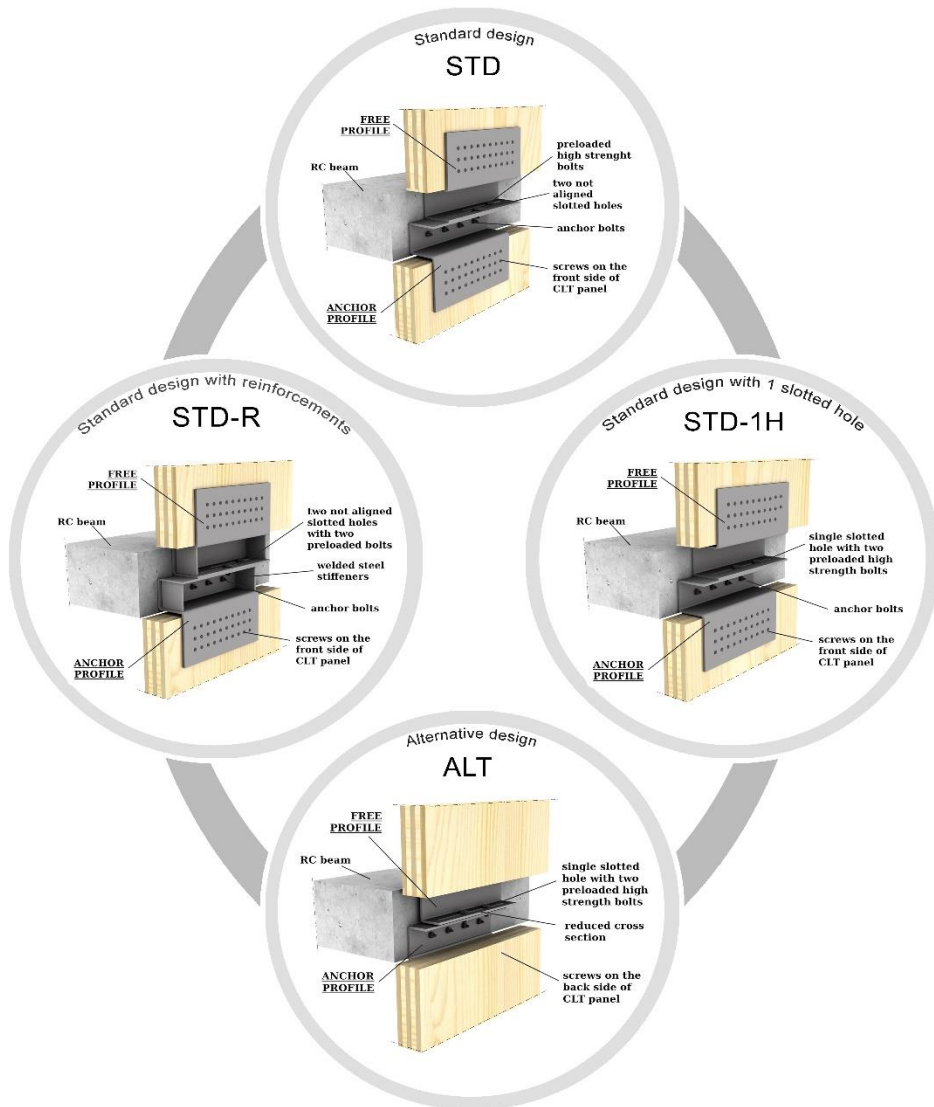 Standard design
STD
FREE
PROFILE
RC beam
preloaded
high strenght
bolts
two not
aligned
slotted holes
anchor bolts
screws on the
front side of
CLT panel
ANCHOR
PROFILE
Standard design with reinforcements
STD-R
FREE
PROFILE
RC beam
two not aligned
slotted holes
with two
preloaded bolts
welded steel
stiffeners
anchor bolts
screws on the
front side of
CLT panel
ANCHOR
PROFILE
Standard design with 1 slotted hole
STD-1H
FREE
PROFILE
RC beam
single slotted
hole with two
preloaded high
strength bolts
anchor bolts
screws on the
front side of
CLT panel
ANCHOR
PROFILE
Alternative design
ALT
FREE
PROFILE
RC beam
single slotted
hole with two
preloaded high
strength bolts
reduced cross
section
ANCHOR
PROFILE
screws on the
back side of
CLT panel